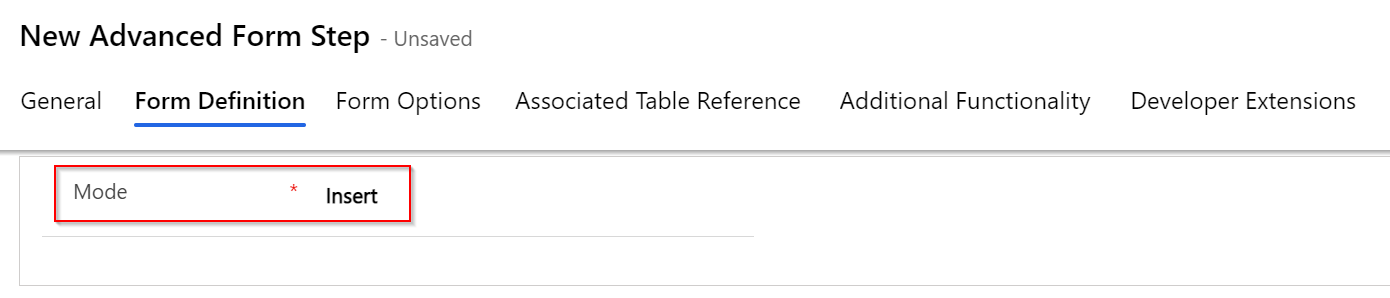 New Advanced Form Step - Unsaved
General Form Definition Form Options Associated Table Reference Additional Functionality Developer Extensions
Mode * Insert